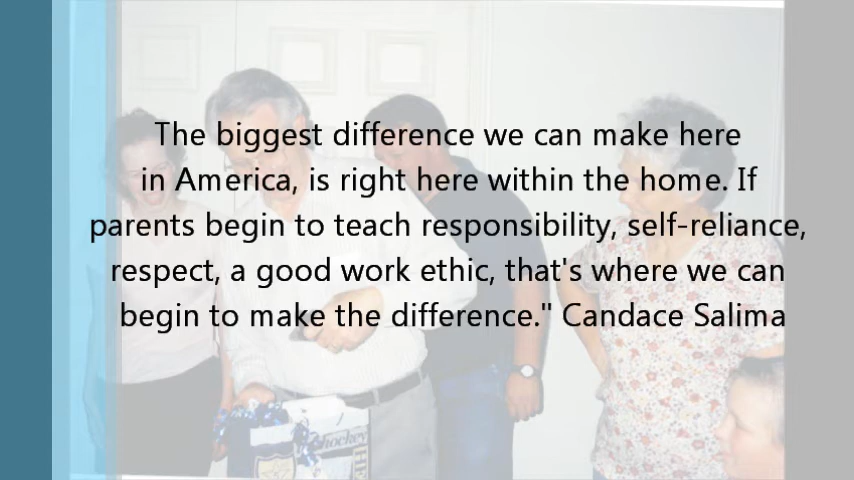 The biggest difference we can make here
in America, is right here within the home. If
parents begin to teach responsibility, self-reliance,
respect, a good work ethic, that's where we can
begin to make the difference." Candace Salima
hockey